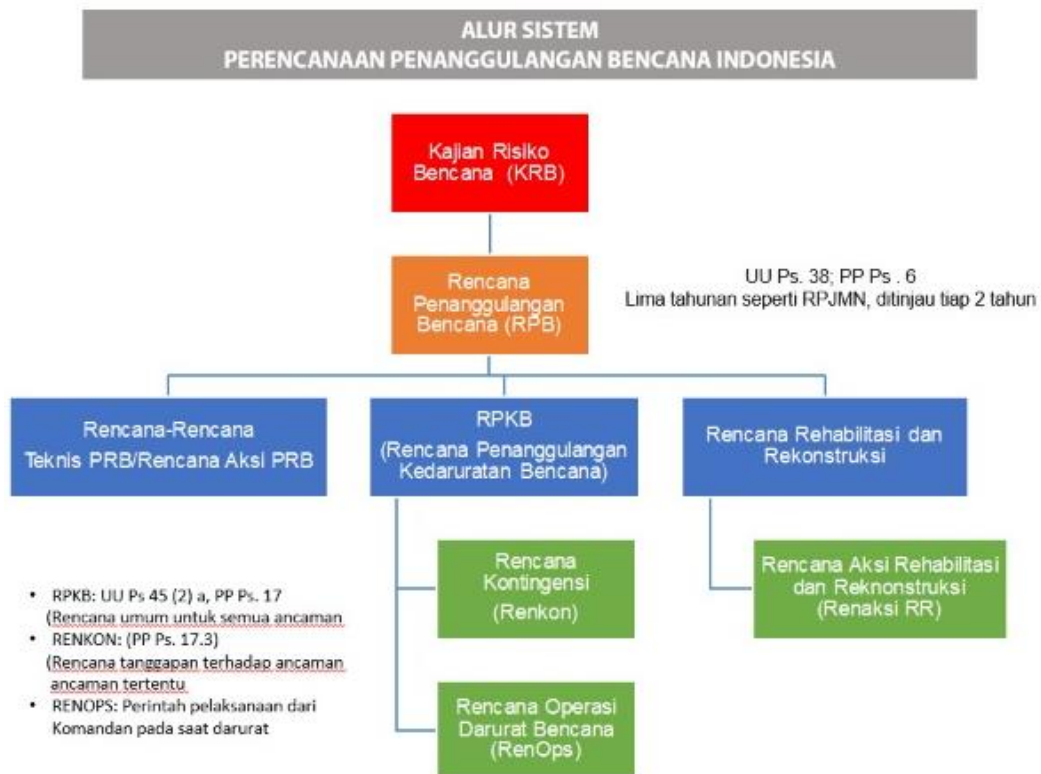 ALUR SISTEM
PERENCANAAN PENANGGULANGAN BENCANA INDONESIA
Kajian Risiko
Bencana (KRB)
Rencana
Penanggulangan
Bencana (RPB)
UU Ps. 38; PP Ps . 6
Lima tahunan seperti RPJMN, ditinjau tiap 2 tahun
Rencana-Rencana
Teknis PRB/Rencana Aksi PRB
RPKB
(Rencana Penanggulangan
Kedaruratan Bencana)
Rencana Rehabilitasi dan
Rekonstruksi
Rencana
Kontingensi
(Renkon)
Rencana Aksi Rehabilitasi
dan Reknonstruksi
(Renaksi RR)
• RPKB: UU Ps 45 (2) a, PP Ps. 17
(Rencana umum untuk semua ancaman
• RENKON: (PP Ps. 17.3)
(Rencana tanggapan terhadap ancaman
ancaman tertentu
• RENOPS: Perintah pelaksanaan dari
Komandan pada saat darurat
Rencana Operasi
Darurat Bencana
(RenOps)